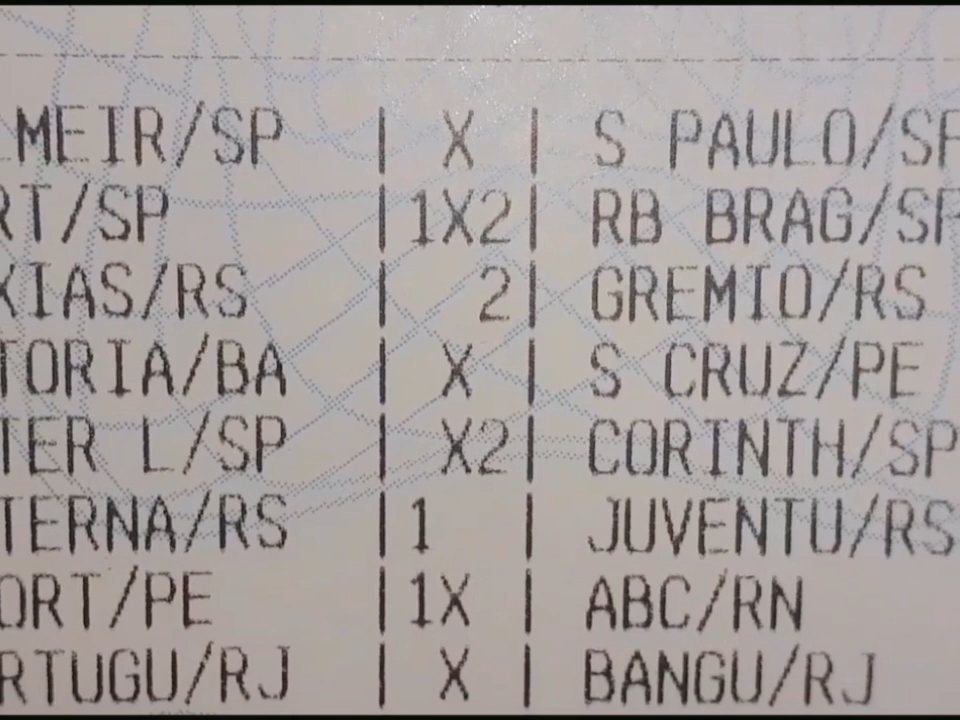 LMEIR/SP | X | S PAULO/SP
RT/SP |1X2| RB BRAG/SP
XIAS/RS | 2| GREMIO/RS
TORIA/BA | X | S CRUZ/PE
TER L/SP | X2| CORINTH/SP
TERNA/RS |1 | JUVENTU/RS
ORT/PE |1X | ABC/RN
RTUGU/RJ | X | BANGU/RJ